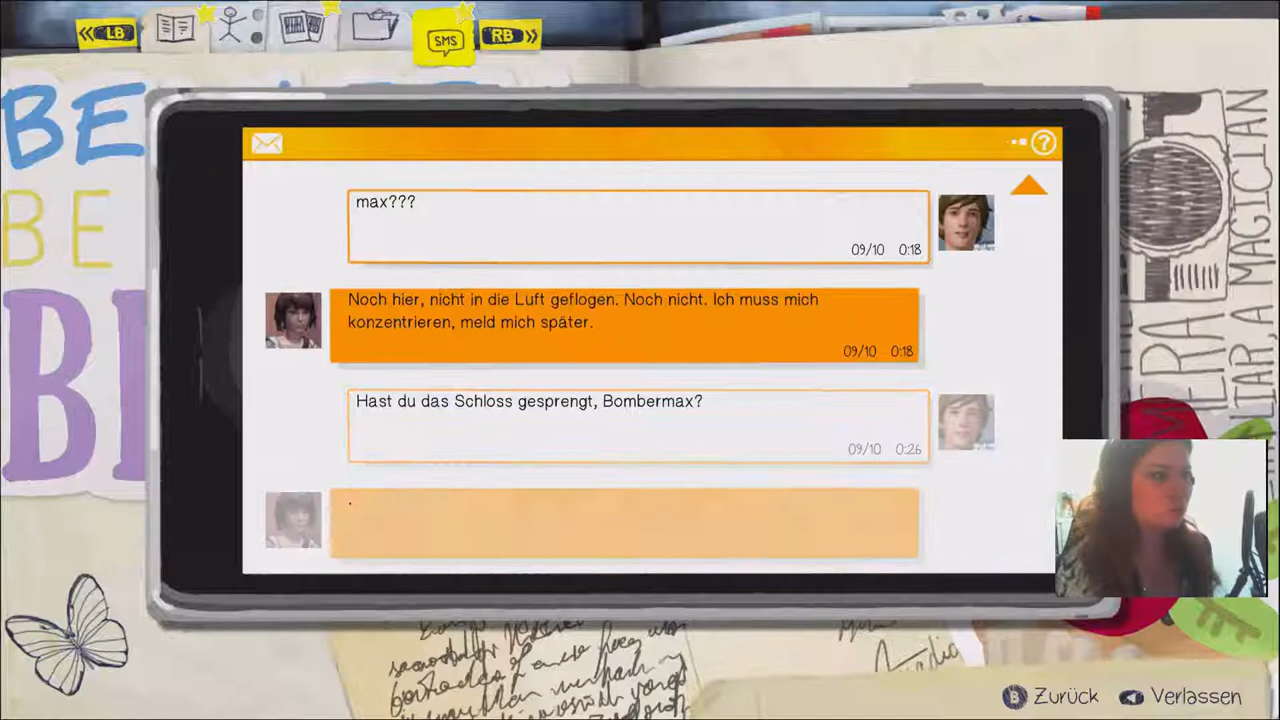 LB
SMS
RB
BE
BE
max???
09/10 0:18
Noch hier, nicht in die Luft geflogen. Noch nicht. Ich muss mich
konzentrieren, meld mich später.
09/10 0:18
Hast du das Schloss gesprengt, Bombermax?
09/10 0:26
.
LIAR, A MAGICIAN
Zurück
Verlassen